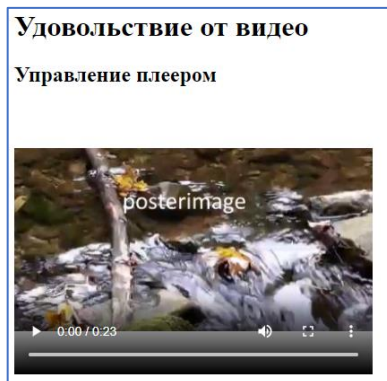 Удовольствие от видео
Управление плеером
posterimage
0:00 / 0:23